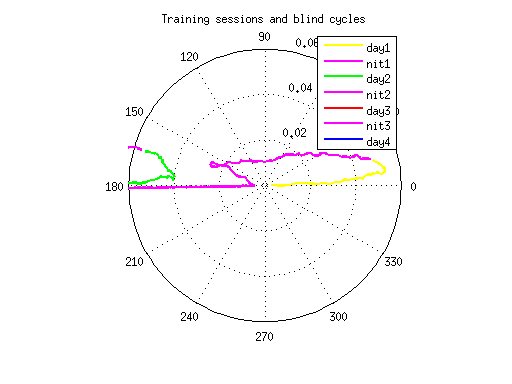 Training sessions and blind cycles
90
120
0.06
150
0.04
0.02
180
0
210
330
240
300
270
day1
nit1
day2
nit2
day3
nit3
day4